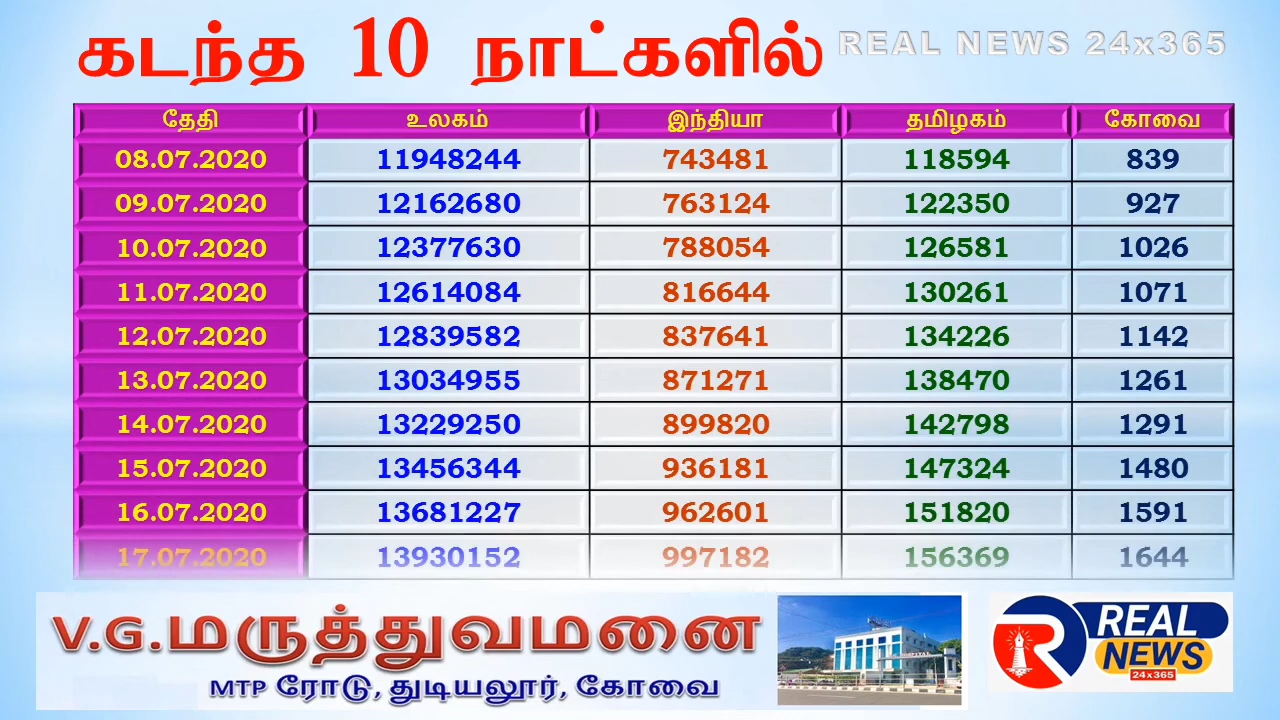 கடந்த 10 நாட்களில் REAL NEWS 24x365
தேதி உலகம் இந்தியா தமிழகம் கோவை
08.07.2020 11948244 743481 118594 839
09.07.2020 12162680 763124 122350 927
10.07.2020 12377630 788054 126581 1026
11.07.2020 12614084 816644 130261 1071
12.07.2020 12839582 837641 134226 1142
13.07.2020 13034955 871271 138470 1261
14.07.2020 13229250 899820 142798 1291
15.07.2020 13456344 936181 147324 1480
16.07.2020 13681227 962601 151820 1591
17.07.2020 13930152 997182 156369 1644
V.G.மருத்துவமனை
MTP ரோடு, துடியலூர், கோவை
REAL
NEWS
24x365